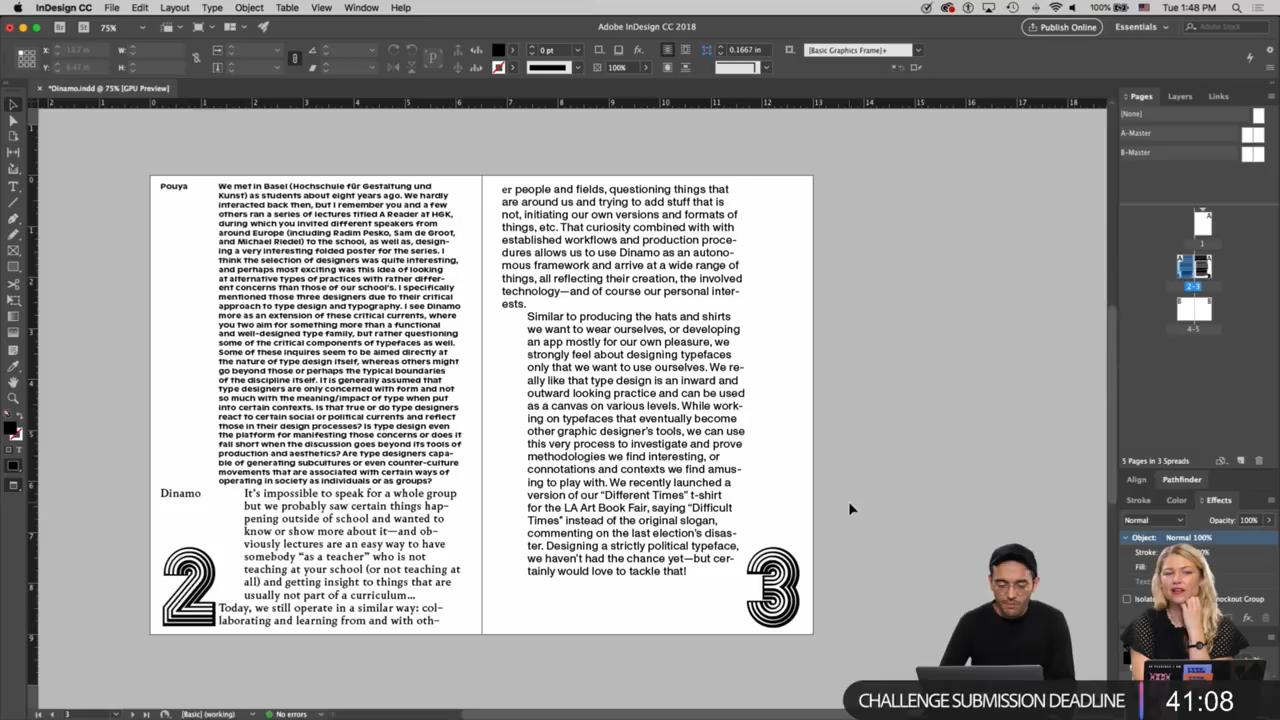 InDesign CC File Edit Layout Type Object Table View Window Help 100% Tue 1:48 PM
75% Adobe InDesign CC 2018 Publish Online Essentials Adobe Stock
X: 13.7 in W: 0 pt 0.1667 in [Basic Graphics Frame]+
Y: 100%
*Dinamo.indd @ 75% [GPU Preview]
Pages Layers Links
[None]
A-Master
B-Master
1
2-3
4-5
5 Pages in 3 Spreads
Align Pathfinder
Stroke Color Effects
Normal Opacity: 100%
Object: Normal 100%
Stroke:
Fill:
Knockout Group
Pouya
We met in Basel (Hochschule für Gestaltung und
Kunst) as students about eight years ago. We hardly
interacted back then, but I remember you and a few
others ran a series of lectures titled A Reader at HGK,
during which you invited different speakers from
around Europe (including Radim Pesko, Sam de Groot,
and Michael Riedel) to the school, as well as, design-
ing a very interesting folded poster for the series. I
think the selection of designers was quite interesting,
and perhaps most exciting was this idea of looking
at alternative types of practices with rather differ-
ent concerns than those of our school's. I specifically
mentioned those three designers due to their critical
approach to type design and typography. I see Dinamo
more as an extension of these critical currents, where
you two aim for something more than a functional
and well-designed type family, but rather questioning
some of the critical components of typefaces as well.
Some of these inquires seem to be aimed directly at
the nature of type design itself, whereas others might
go beyond those or perhaps the typical boundaries
of the discipline itself. It is generally assumed that
type designers are only concerned with form and not
so much with the meaning/impact of type when put
into certain contexts. Is that true or do type designers
react to certain social or political currents and reflect
those in their design processes? Is type design even
the platform for manifesting those concerns or does it
fall short when the discussion goes beyond its tools of
production and aesthetics? Are type designers capa-
ble of generating subcultures or even counter-culture
movements that are associated with certain ways of
operating in society as individuals or as groups?
Dinamo
It's impossible to speak for a whole group
but we probably saw certain things hap-
pening outside of school and wanted to
know or show more about it—and ob-
viously lectures are an easy way to have
somebody “as a teacher” who is not
teaching at your school (or not teaching at
all) and getting insight to things that are
usually not part of a curriculum...
Today, we still operate in a similar way: col-
laborating and learning from and with oth-
2
er people and fields, questioning things that
are around us and trying to add stuff that is
not, initiating our own versions and formats of
things, etc. That curiosity combined with with
established workflows and production proce-
dures allows us to use Dinamo as an autono-
mous framework and arrive at a wide range of
things, all reflecting their creation, the involved
technology—and of course our personal inter-
ests.
Similar to producing the hats and shirts
we want to wear ourselves, or developing
an app mostly for our own pleasure, we
strongly feel about designing typefaces
only that we want to use ourselves. We re-
ally like that type design is an inward and
outward looking practice and can be used
as a canvas on various levels. While work-
ing on typefaces that eventually become
other graphic designer's tools, we can use
this very process to investigate and prove
methodologies we find interesting, or
connotations and contexts we find amus-
ing to play with. We recently launched a
version of our “Different Times” t-shirt
for the LA Art Book Fair, saying “Difficult
Times” instead of the original slogan,
commenting on the last election's disas-
ter. Designing a strictly political typeface,
we haven't had the chance yet—but cer-
tainly would love to tackle that!
3
CHALLENGE SUBMISSION DEADLINE 41:08
3 [Basic] (working) No errors